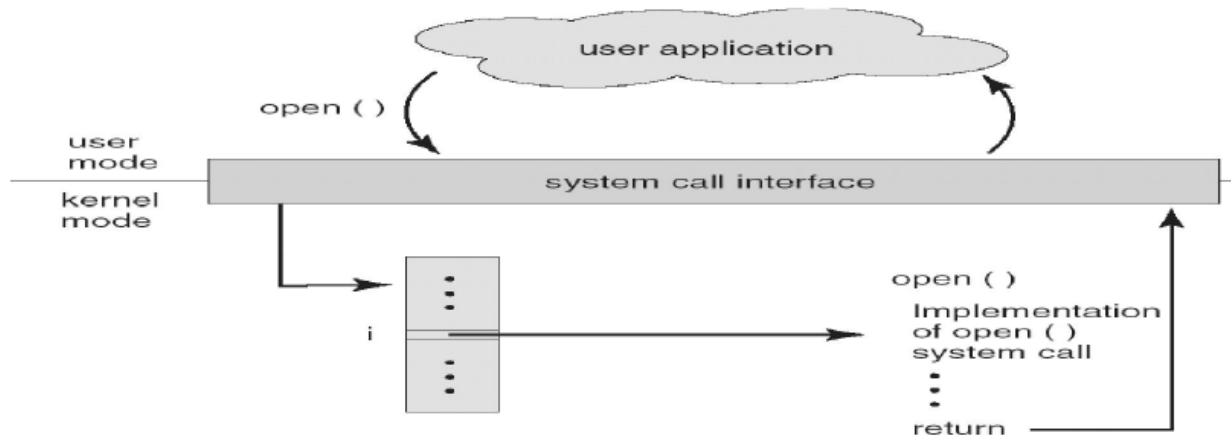 user application
open ( )
user
mode
system call interface
kernel
mode
open ( )
i
Implementation
of open ( )
system call
return